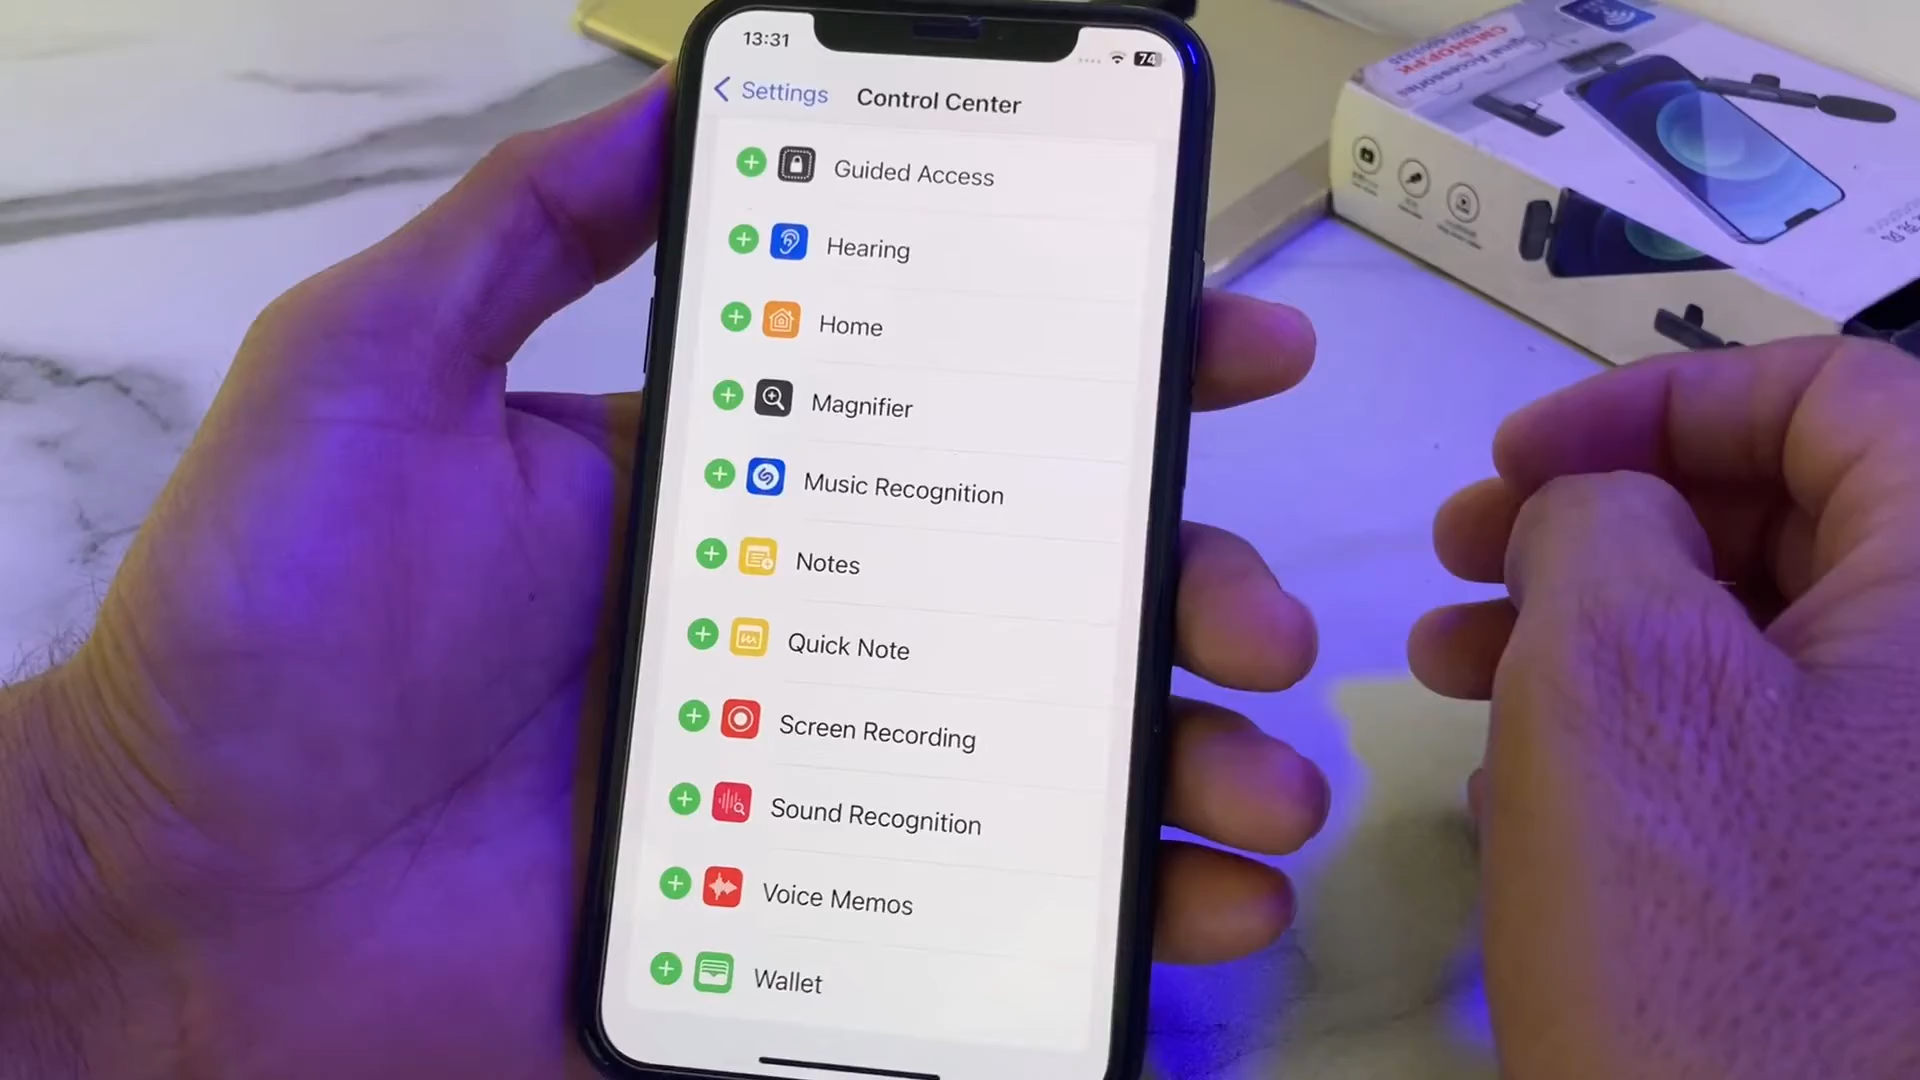 13:31
74
Settings
Control Center
Guided Access
Hearing
Home
Magnifier
Music Recognition
Notes
Quick Note
Screen Recording
Sound Recognition
Voice Memos
Wallet